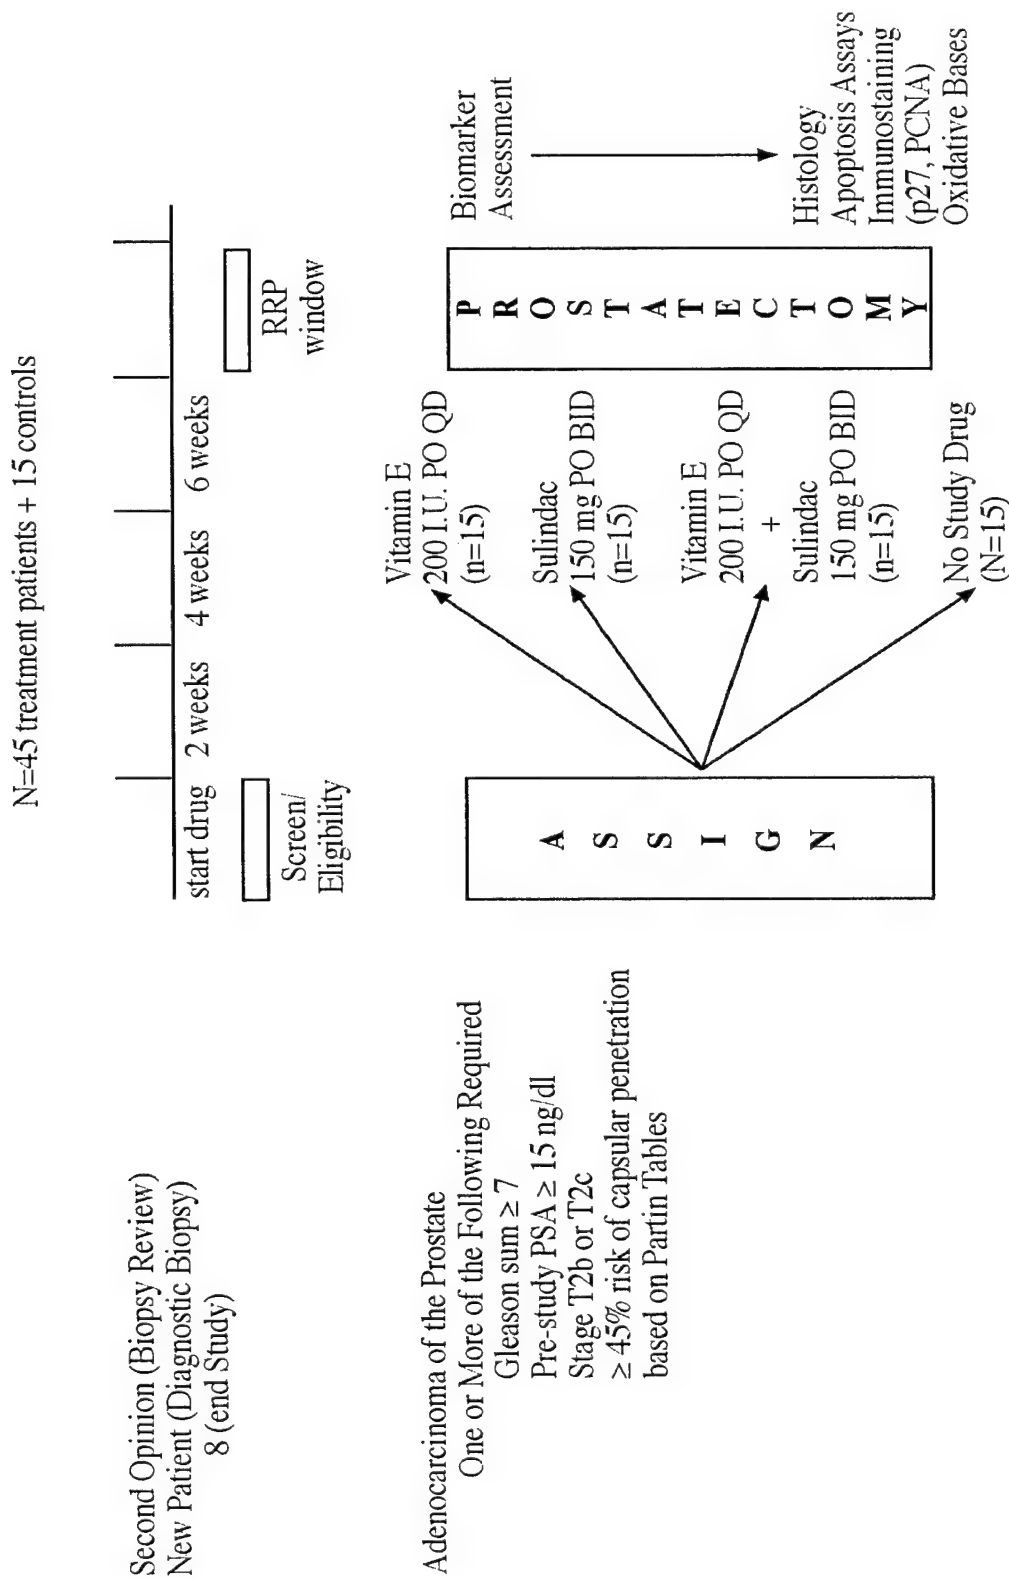 N=45 treatment patients + 15 controls
Second Opinion (Biopsy Review)
New Patient (Diagnostic Biopsy)
8 (end Study)
start drug 2 weeks 4 weeks 6 weeks
Screen/
Eligibility
RRP
window
Adenocarcinoma of the Prostate
One or More of the Following Required
Gleason sum ≥ 7
Pre-study PSA ≥ 15 ng/dl
Stage T2b or T2c
≥ 45% risk of capsular penetration
based on Partin Tables
A
S
S
I
G
N
Vitamin E
200 I.U. PO QD
(n=15)
Sulindac
150 mg PO BID
(n=15)
Vitamin E
200 I.U. PO QD
+
Sulindac
150 mg PO BID
(n=15)
No Study Drug
(N=15)
P
R
O
S
T
A
T
E
C
T
O
M
Y
Biomarker
Assessment
Histology
Apoptosis Assays
Immunostaining
(p27, PCNA)
Oxidative Bases